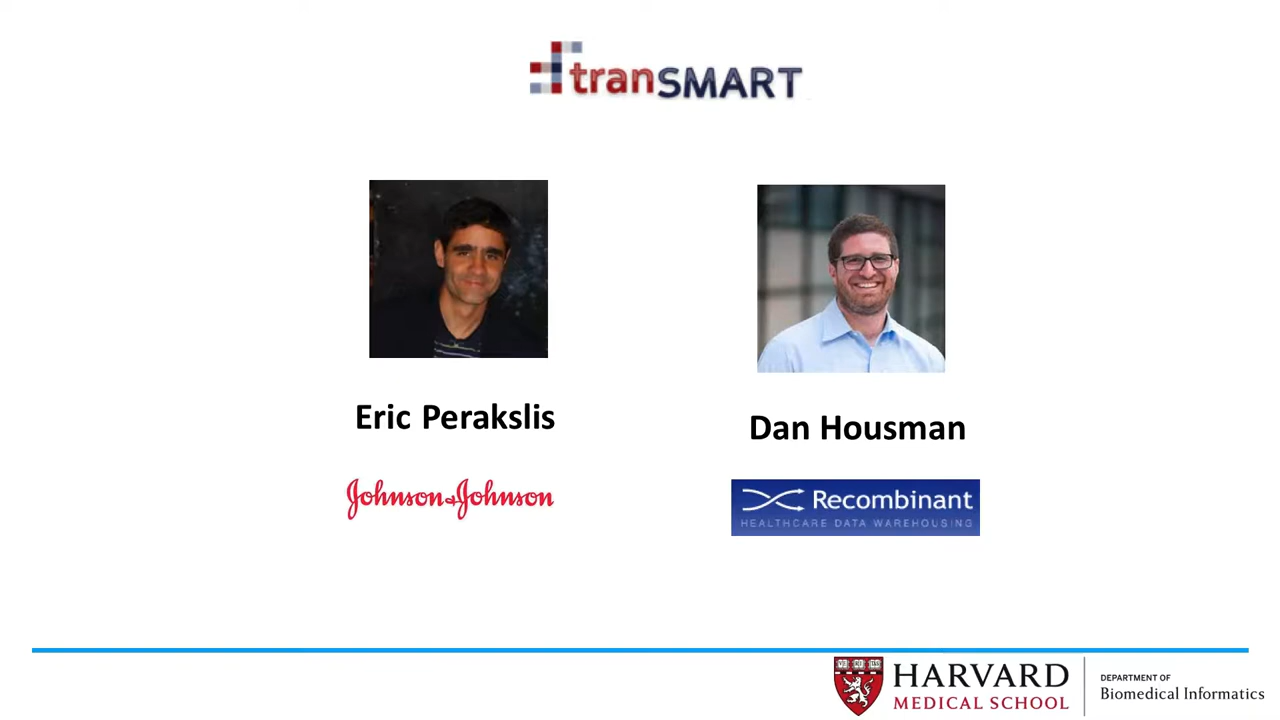 tranSMART
Eric Perakslis
Dan Housman
Johnson & Johnson
Recombinant
HEALTHCARE DATA WAREHOUSING
HARVARD
MEDICAL SCHOOL
DEPARTMENT OF
Biomedical Informatics